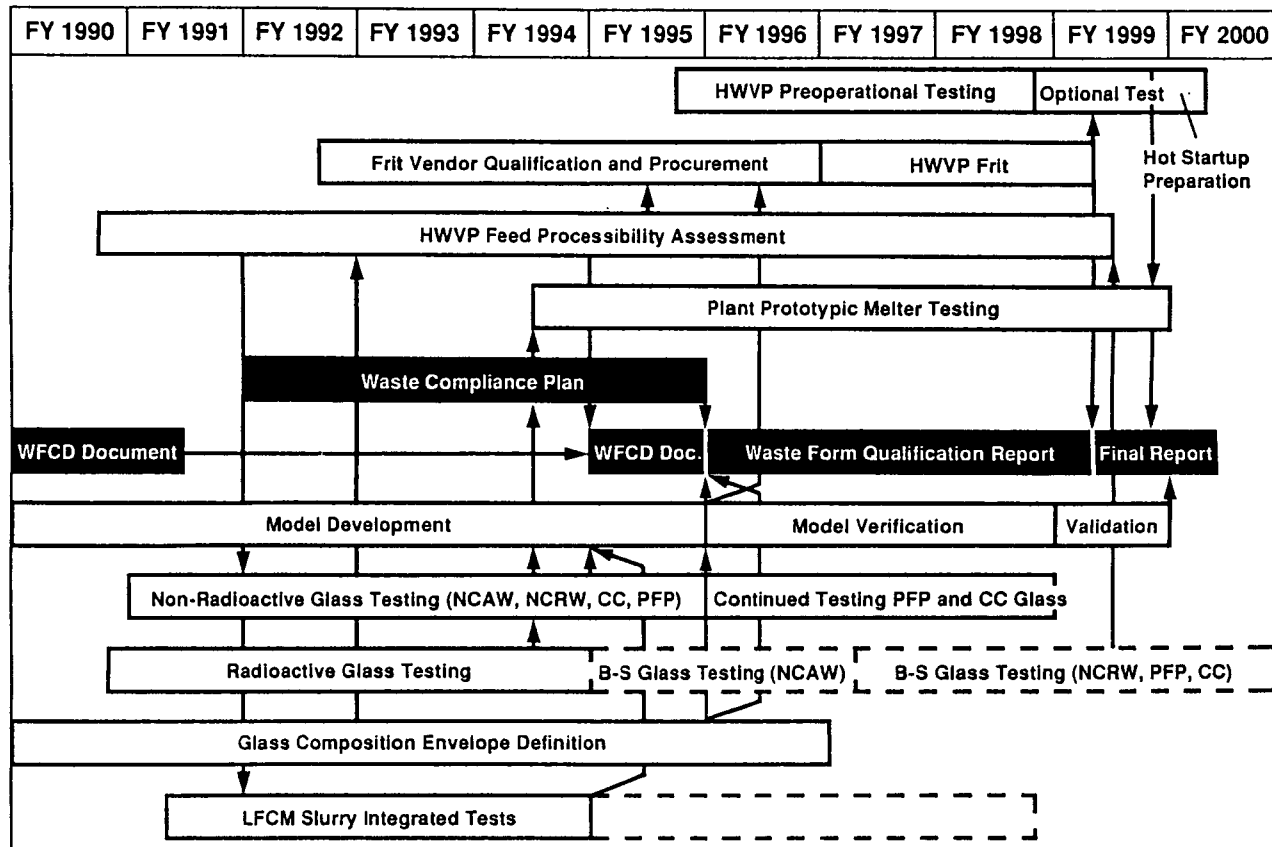 FY 1990 FY 1991 FY 1992 FY 1993 FY 1994 FY 1995 FY 1996 FY 1997 FY 1998 FY 1999 FY 2000
HWVP Preoperational Testing Optional Test
Frit Vendor Qualification and Procurement HWVP Frit
Hot Startup
Preparation
HWVP Feed Processibility Assessment
Plant Prototypic Melter Testing
Waste Compliance Plan
WFCD Document WFCD Doc. Waste Form Qualification Report Final Report
Model Development Model Verification Validation
Non-Radioactive Glass Testing (NCAW, NCRW, CC, PFP) Continued Testing PFP and CC Glass
Radioactive Glass Testing B-S Glass Testing (NCAW) B-S Glass Testing (NCRW, PFP, CC)
Glass Composition Envelope Definition
LFCM Slurry Integrated Tests